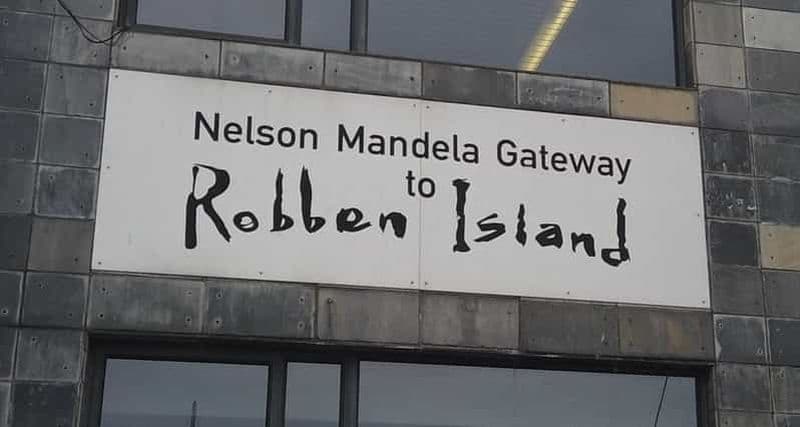 Nelson Mandela Gateway
to
Robben Island